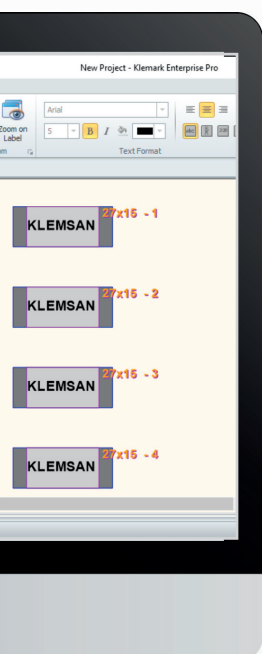 New Project - Klemark Enterprise Pro
Arial
Zoom on
Label
5 B I
abc
Text Format
27x15 - 1
KLEMSAN
27x15 - 2
KLEMSAN
27x15 - 3
KLEMSAN
27x15 - 4
KLEMSAN